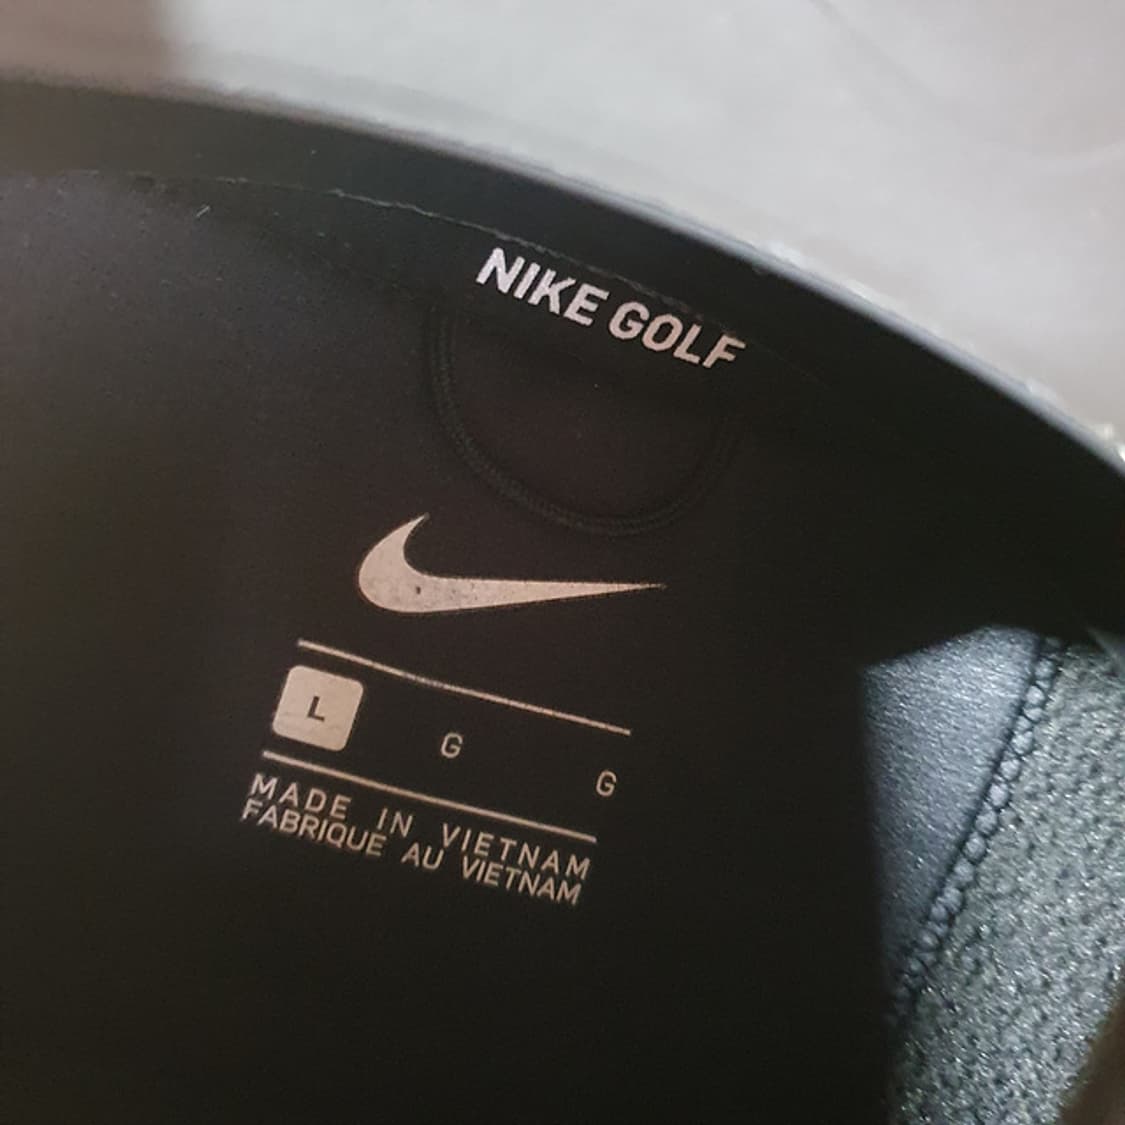 NIKE GOLF
L G G
MADE IN VIETNAM
FABRIQUE AU VIETNAM